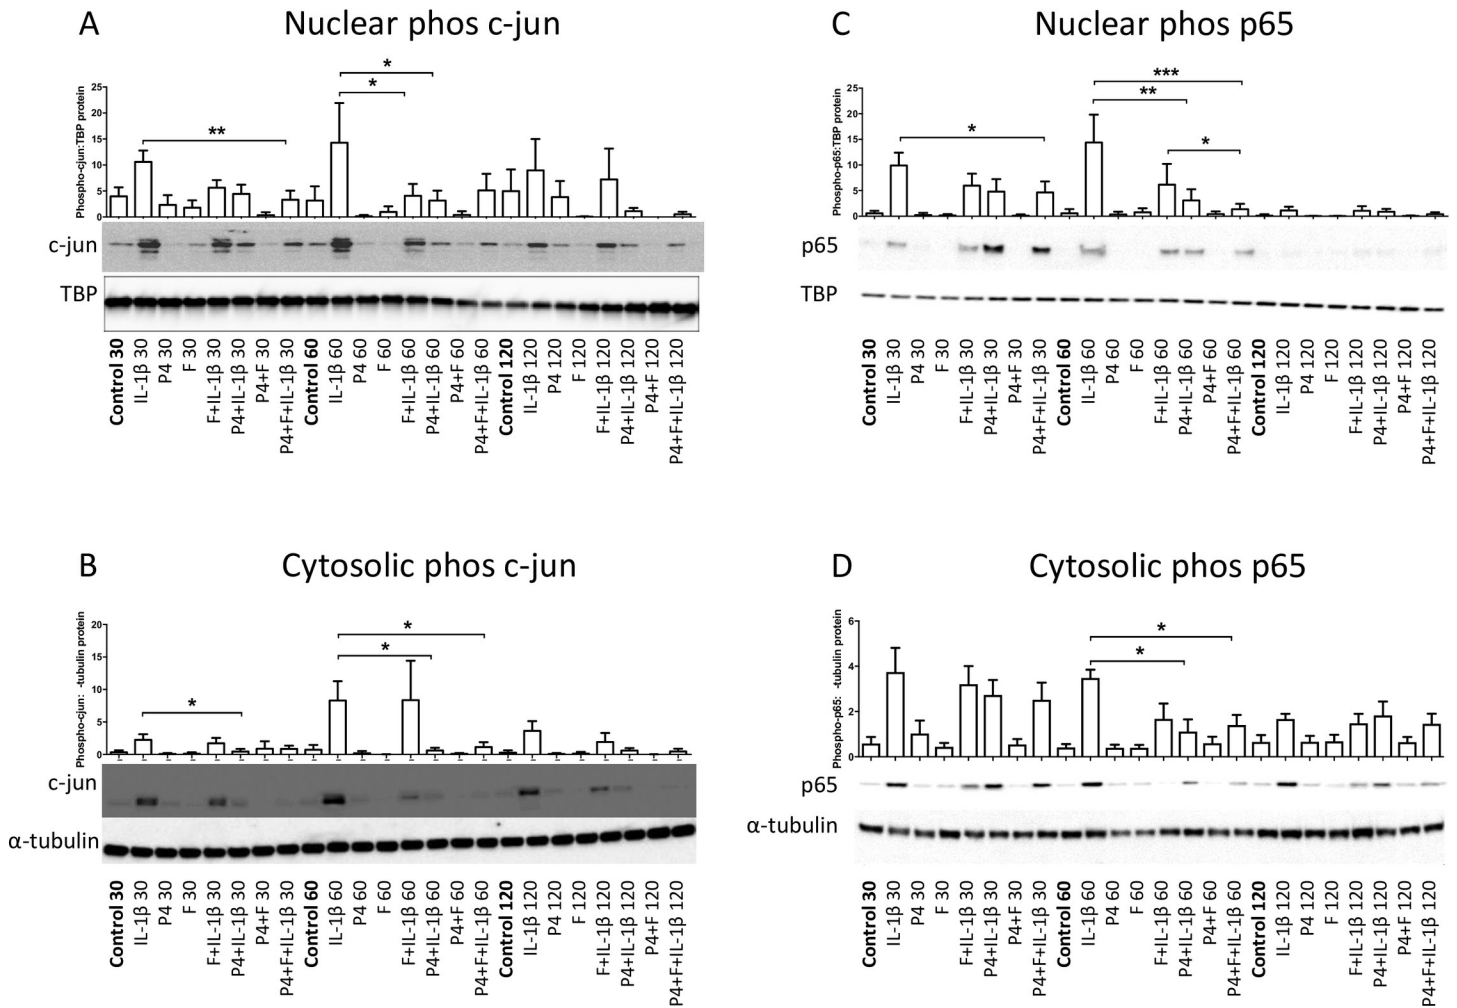 A
Nuclear phos c-jun
**
*
*
25
20
15
10
5
0
Phospho-cjun:TBP protein
c-jun
TBP
Control 30
IL-1β 30
P4 30
F 30
F+IL-1β 30
P4+IL-1β 30
P4+F 30
P4+F+IL-1β 30
Control 60
IL-1β 60
P4 60
F 60
F+IL-1β 60
P4+IL-1β 60
P4+F 60
P4+F+IL-1β 60
Control 120
IL-1β 120
P4 120
F 120
F+IL-1β 120
P4+IL-1β 120
P4+F 120
P4+F+IL-1β 120
C
Nuclear phos p65
*
***
**
*
25
20
15
10
5
0
Phospho-p65:TBP protein
p65
TBP
Control 30
IL-1β 30
P4 30
F 30
F+IL-1β 30
P4+IL-1β 30
P4+F 30
P4+F+IL-1β 30
Control 60
IL-1β 60
P4 60
F 60
F+IL-1β 60
P4+IL-1β 60
P4+F 60
P4+F+IL-1β 60
Control 120
IL-1β 120
P4 120
F 120
F+IL-1β 120
P4+IL-1β 120
P4+F 120
P4+F+IL-1β 120
B
Cytosolic phos c-jun
*
*
*
20
15
10
5
0
Phospho-cjun: -tubulin protein
c-jun
α-tubulin
Control 30
IL-1β 30
P4 30
F 30
F+IL-1β 30
P4+IL-1β 30
P4+F 30
P4+F+IL-1β 30
Control 60
IL-1β 60
P4 60
F 60
F+IL-1β 60
P4+IL-1β 60
P4+F 60
P4+F+IL-1β 60
Control 120
IL-1β 120
P4 120
F 120
F+IL-1β 120
P4+IL-1β 120
P4+F 120
P4+F+IL-1β 120
D
Cytosolic phos p65
*
*
6
4
2
0
Phospho-p65: -tubulin protein
p65
α-tubulin
Control 30
IL-1β 30
P4 30
F 30
F+IL-1β 30
P4+IL-1β 30
P4+F 30
P4+F+IL-1β 30
Control 60
IL-1β 60
P4 60
F 60
F+IL-1β 60
P4+IL-1β 60
P4+F 60
P4+F+IL-1β 60
Control 120
IL-1β 120
P4 120
F 120
F+IL-1β 120
P4+IL-1β 120
P4+F 120
P4+F+IL-1β 120